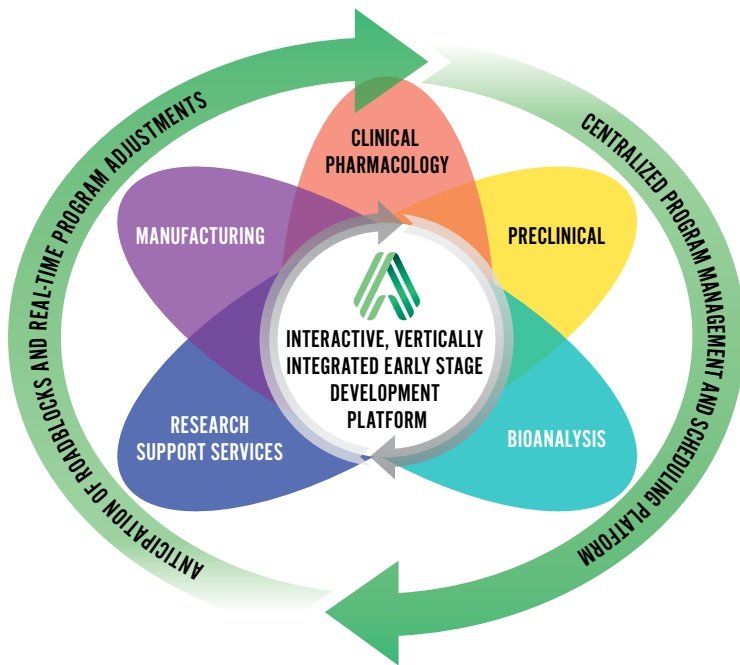 ANTICIPATION OF ROADBLOCKS AND REAL-TIME PROGRAM ADJUSTMENTS
CENTRALIZED PROGRAM MANAGEMENT AND SCHEDULING PLATFORM
CLINICAL
PHARMACOLOGY
MANUFACTURING
PRECLINICAL
INTERACTIVE, VERTICALLY
INTEGRATED EARLY STAGE
DEVELOPMENT
PLATFORM
RESEARCH
SUPPORT SERVICES
BIOANALYSIS